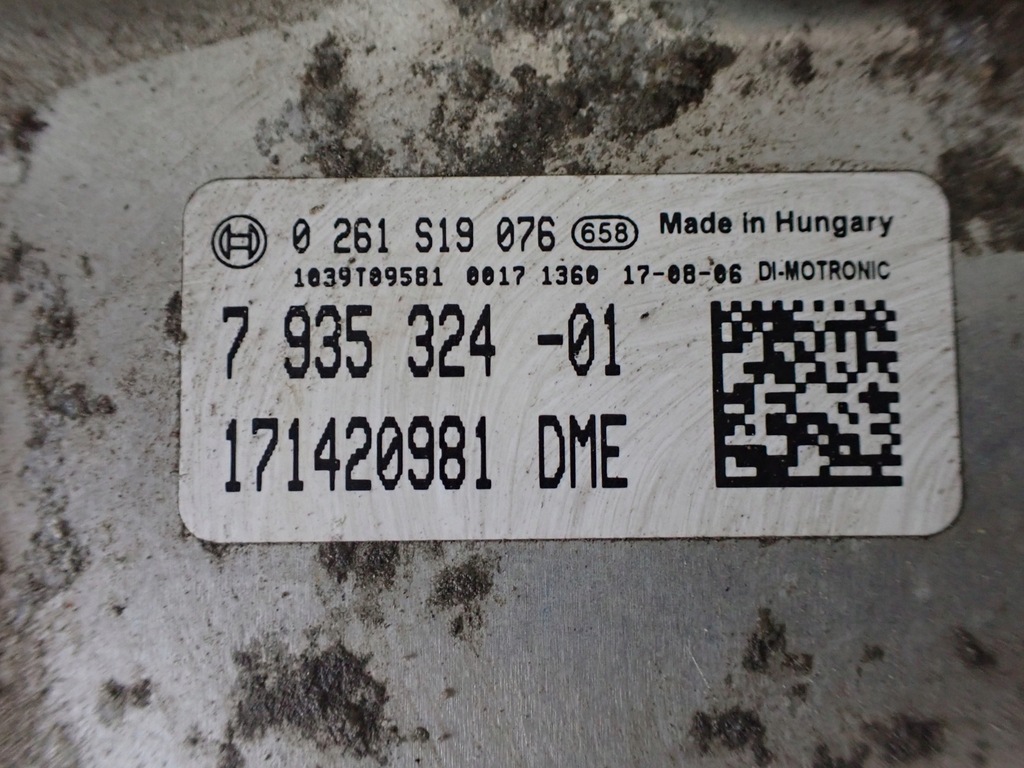 0 261 S19 076 658 Made in Hungary
1039T09581 0017 1360 17-08-06 DI-MOTRONIC
7 935 324 -01
171420981 DME